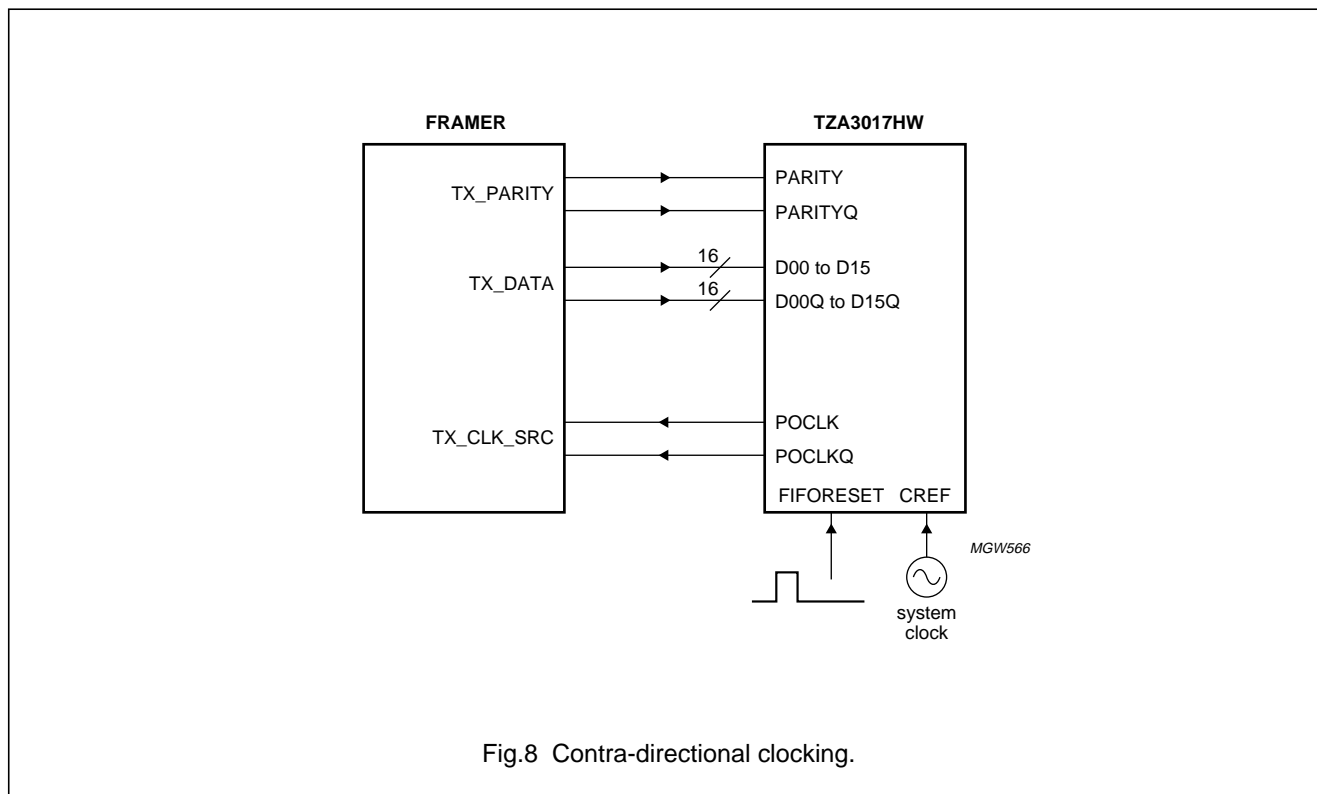 FRAMER
TZA3017HW
TX_PARITY
PARITY
PARITYQ
TX_DATA
16
D00 to D15
16
D00Q to D15Q
TX_CLK_SRC
POCLK
POCLKQ
FIFORESET
CREF
MGW566
system
clock
Fig.8 Contra-directional clocking.